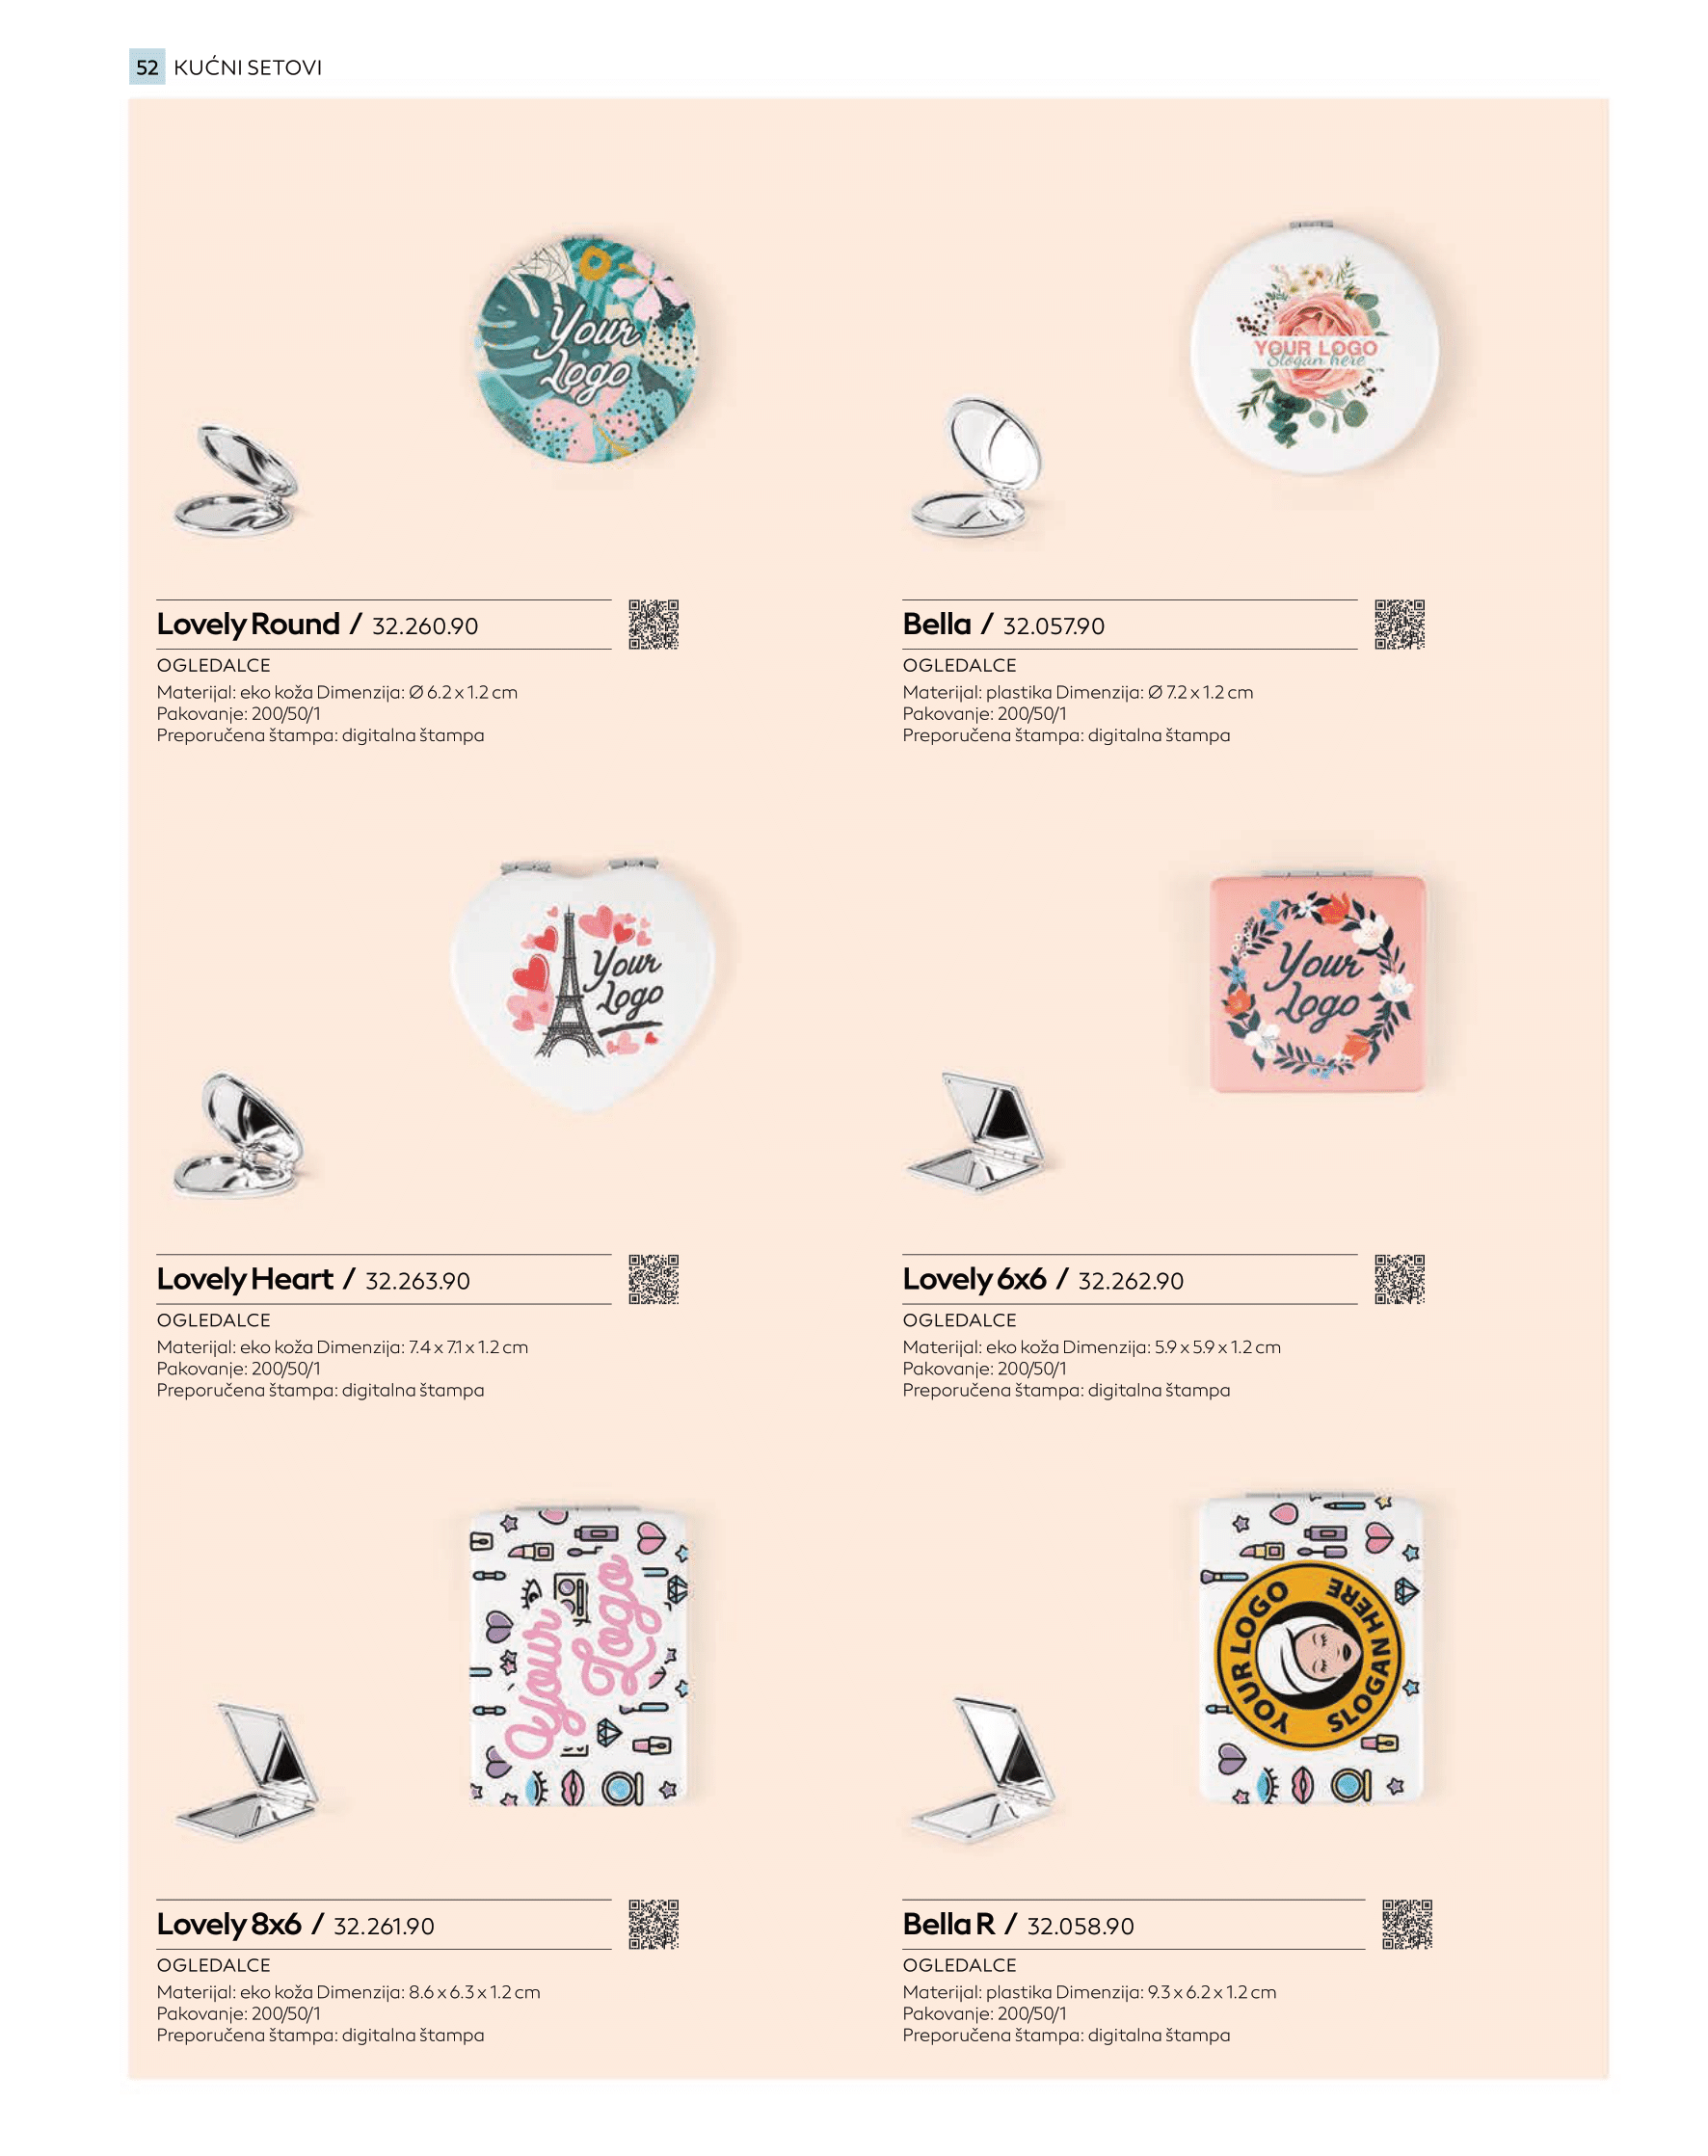 52 KUĆNI SETOVI
Your
Logo
YOUR LOGO
Slogan here
Lovely Round / 32.260.90
OGLEDALCE
Materijal: eko koža Dimenzija: Ø 6.2 x 1.2 cm
Pakovanje: 200/50/1
Preporučena štampa: digitalna štampa
Bella / 32.057.90
OGLEDALCE
Materijal: plastika Dimenzija: Ø 7.2 x 1.2 cm
Pakovanje: 200/50/1
Preporučena štampa: digitalna štampa
Your
Logo
Your
Logo
Lovely Heart / 32.263.90
OGLEDALCE
Materijal: eko koža Dimenzija: 7.4 x 7.1 x 1.2 cm
Pakovanje: 200/50/1
Preporučena štampa: digitalna štampa
Lovely 6x6 / 32.262.90
OGLEDALCE
Materijal: eko koža Dimenzija: 5.9 x 5.9 x 1.2 cm
Pakovanje: 200/50/1
Preporučena štampa: digitalna štampa
Your
Logo
YOUR LOGO
SLOGAN HERE
Lovely 8x6 / 32.261.90
OGLEDALCE
Materijal: eko koža Dimenzija: 8.6 x 6.3 x 1.2 cm
Pakovanje: 200/50/1
Preporučena štampa: digitalna štampa
Bella R / 32.058.90
OGLEDALCE
Materijal: plastika Dimenzija: 9.3 x 6.2 x 1.2 cm
Pakovanje: 200/50/1
Preporučena štampa: digitalna štampa